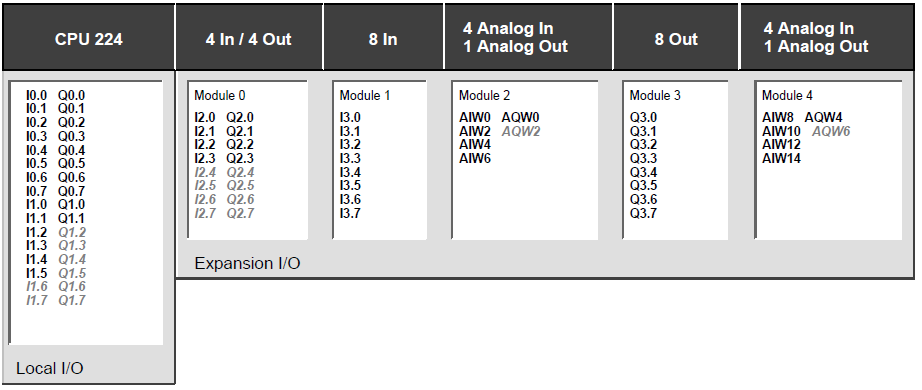 CPU 224
4 In / 4 Out
8 In
4 Analog In
1 Analog Out
8 Out
4 Analog In
1 Analog Out
I0.0 Q0.0
I0.1 Q0.1
I0.2 Q0.2
I0.3 Q0.3
I0.4 Q0.4
I0.5 Q0.5
I0.6 Q0.6
I0.7 Q0.7
I1.0 Q1.0
I1.1 Q1.1
I1.2 Q1.2
I1.3 Q1.3
I1.4 Q1.4
I1.5 Q1.5
I1.6 Q1.6
I1.7 Q1.7
Local I/O
Module 0
I2.0 Q2.0
I2.1 Q2.1
I2.2 Q2.2
I2.3 Q2.3
I2.4 Q2.4
I2.5 Q2.5
I2.6 Q2.6
I2.7 Q2.7
Module 1
I3.0
I3.1
I3.2
I3.3
I3.4
I3.5
I3.6
I3.7
Module 2
AIW0 AQW0
AIW2 AQW2
AIW4
AIW6
Module 3
Q3.0
Q3.1
Q3.2
Q3.3
Q3.4
Q3.5
Q3.6
Q3.7
Module 4
AIW8 AQW4
AIW10 AQW6
AIW12
AIW14
Expansion I/O